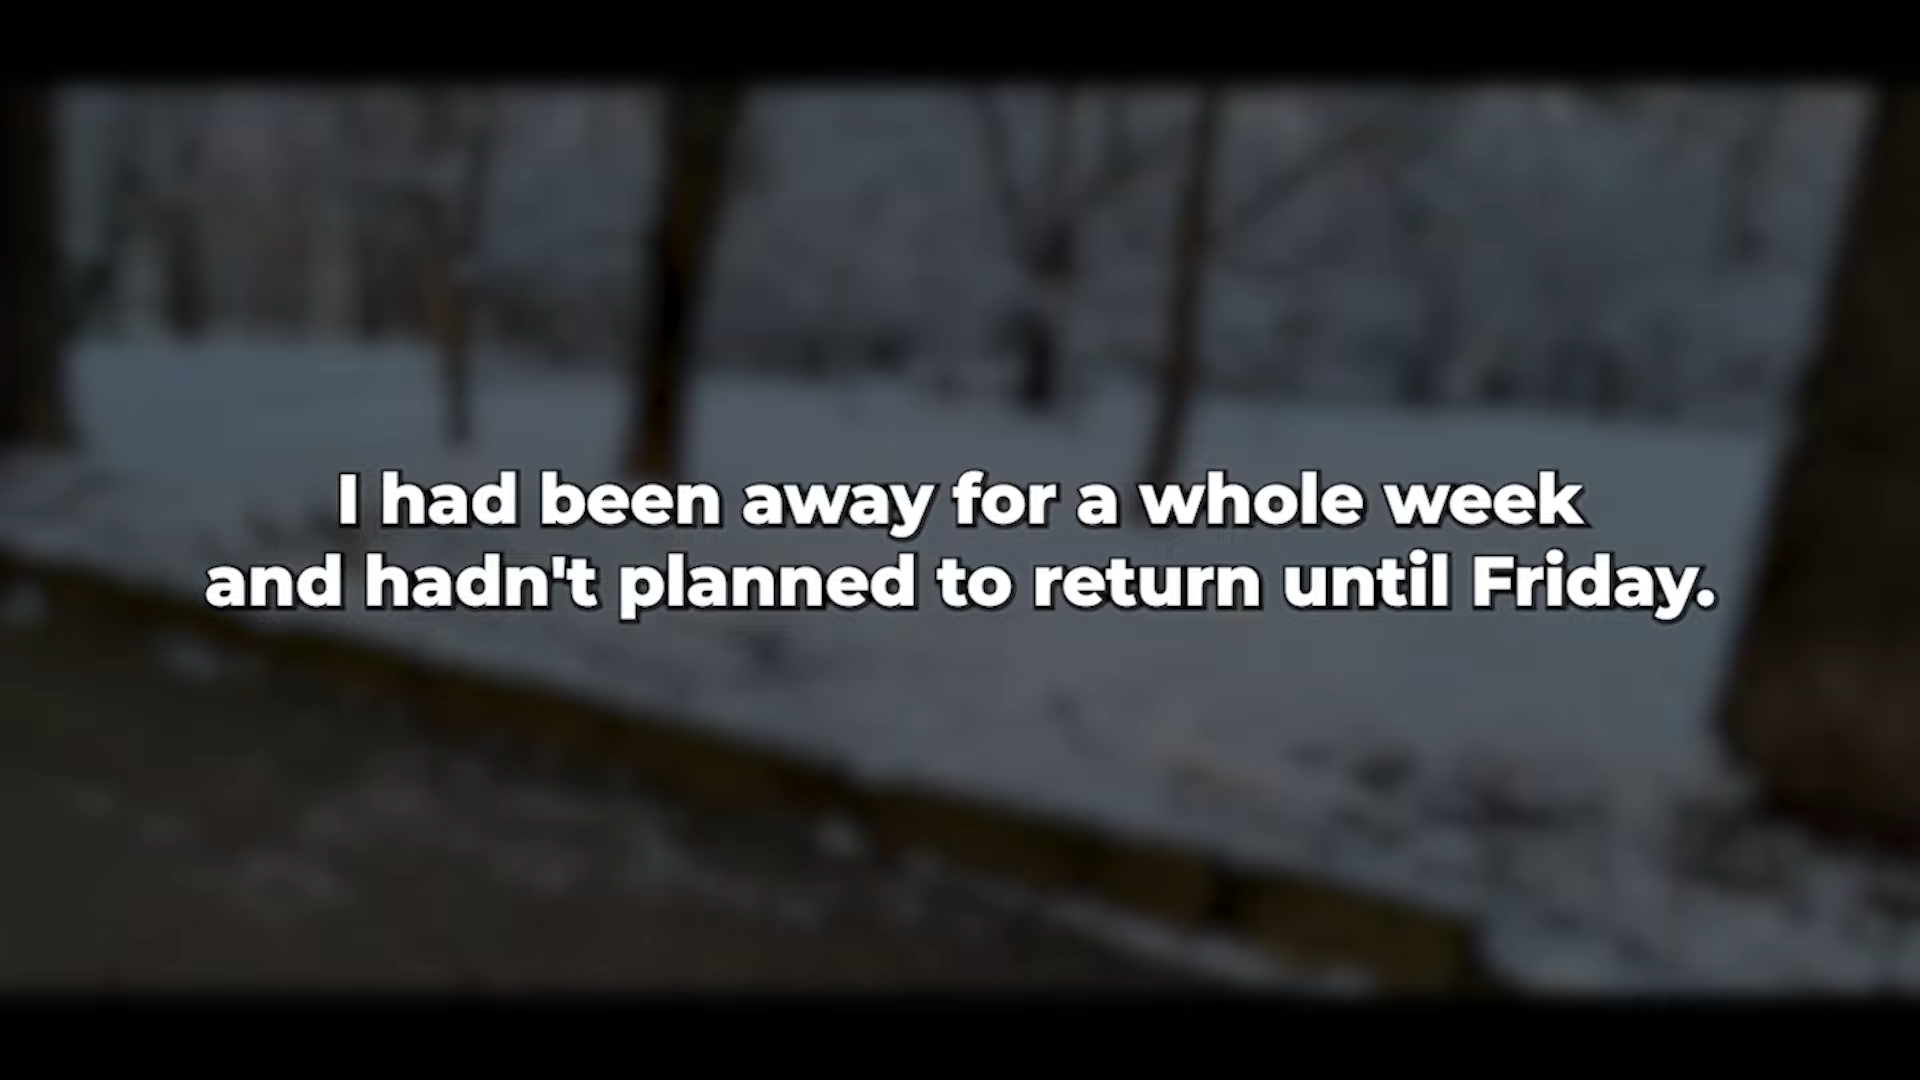 I had been away for a whole week
and hadn't planned to return until Friday.